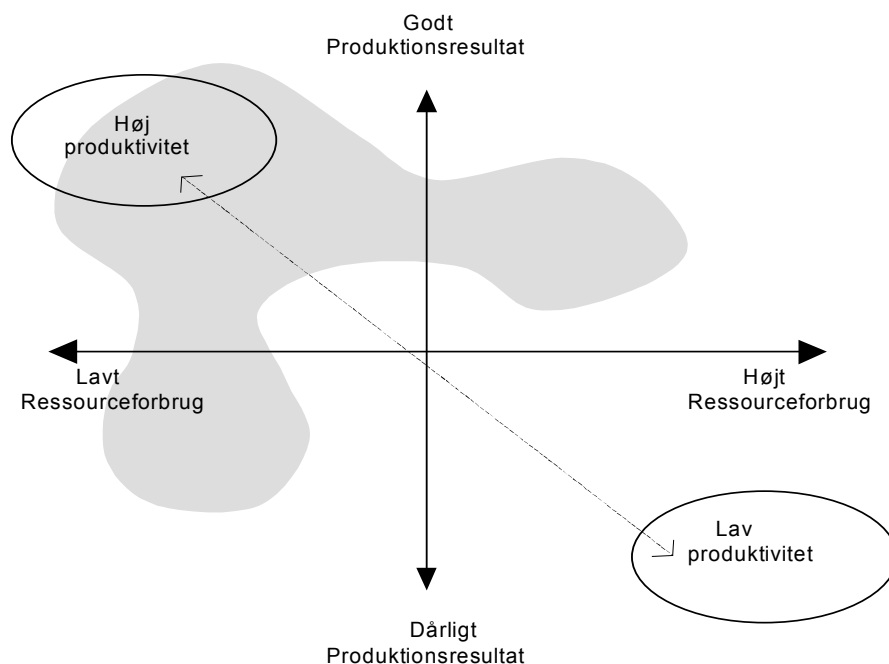 Godt
Produktionsresultat
Høj
produktivitet
Lavt
Ressourceforbrug
Højt
Ressourceforbrug
Lav
produktivitet
Dårligt
Produktionsresultat